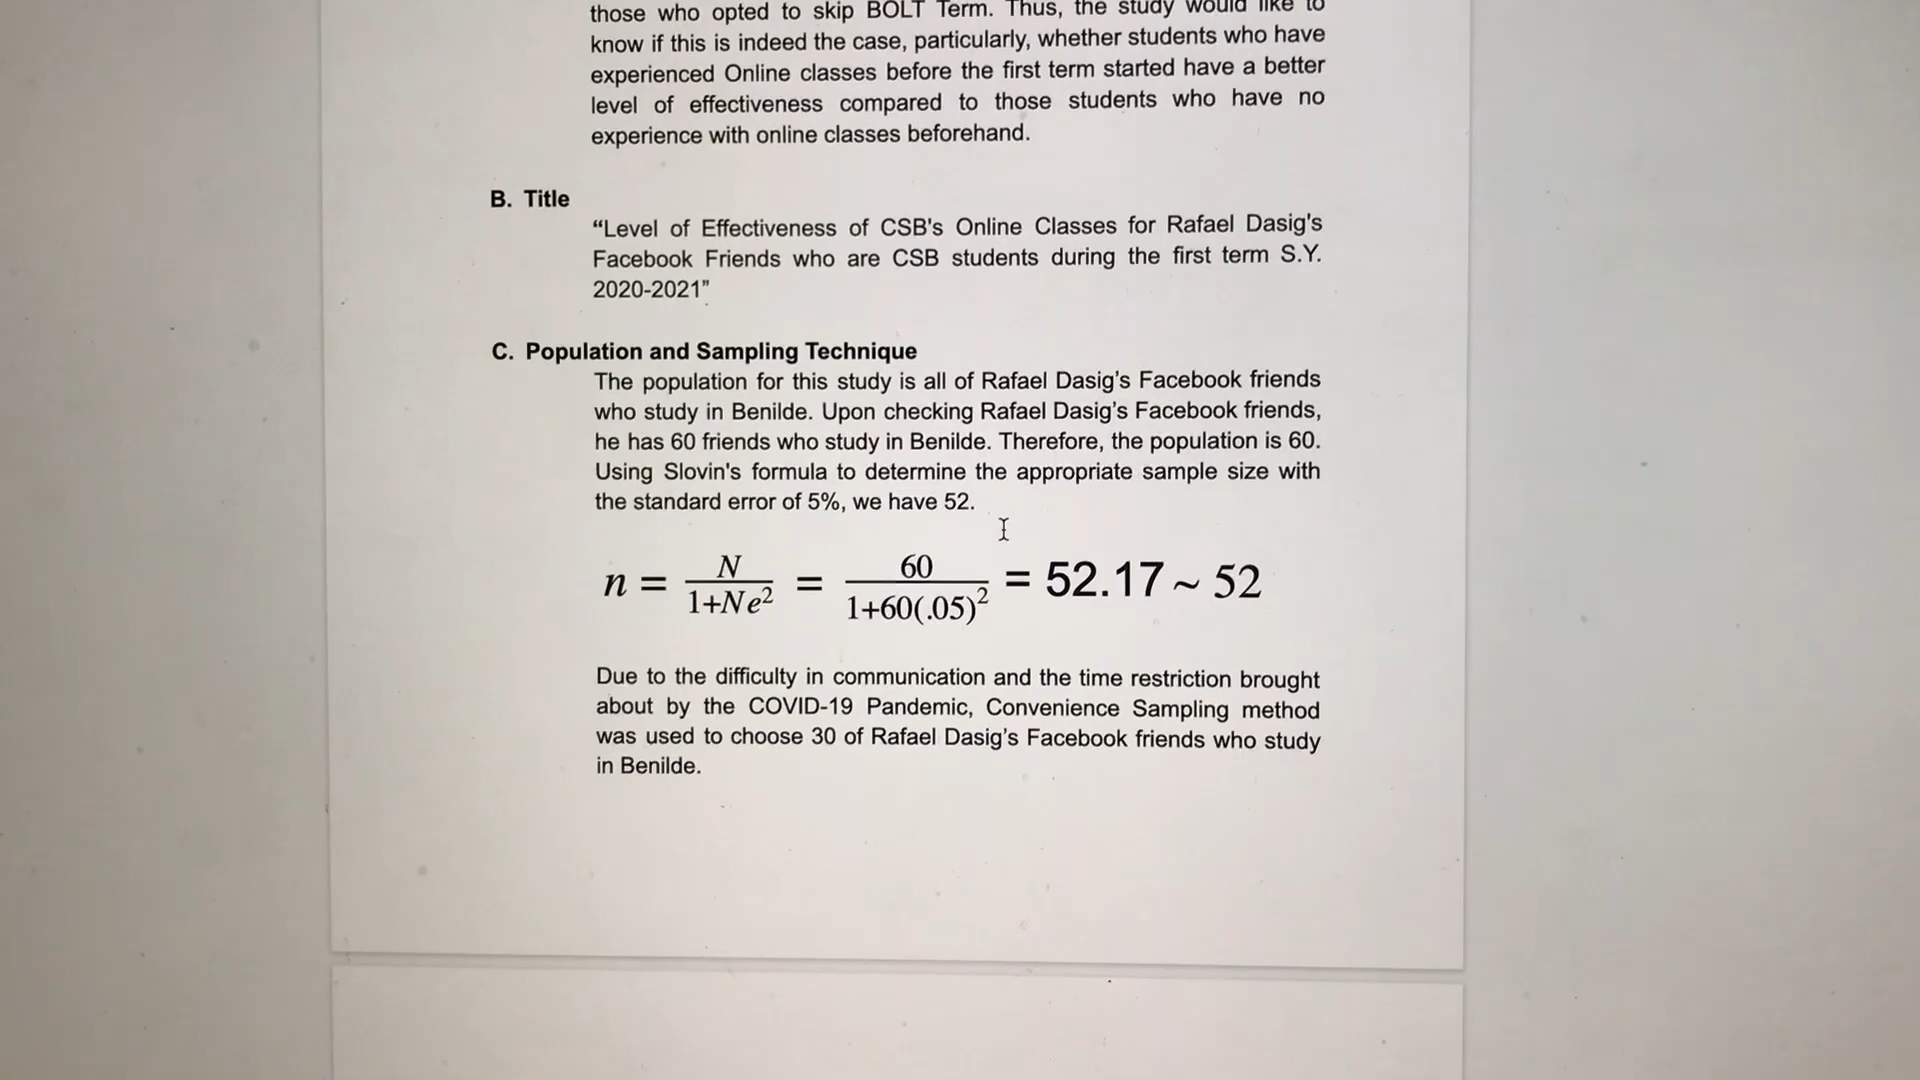 those who opted to skip BOLT Term. Thus, the study would like to
know if this is indeed the case, particularly, whether students who have
experienced Online classes before the first term started have a better
level of effectiveness compared to those students who have no
experience with online classes beforehand.
B. Title
“Level of Effectiveness of CSB's Online Classes for Rafael Dasig's
Facebook Friends who are CSB students during the first term S.Y.
2020-2021”
C. Population and Sampling Technique
The population for this study is all of Rafael Dasig’s Facebook friends
who study in Benilde. Upon checking Rafael Dasig’s Facebook friends,
he has 60 friends who study in Benilde. Therefore, the population is 60.
Using Slovin's formula to determine the appropriate sample size with
the standard error of 5%, we have 52.
n = N / 1+Ne² = 60 / 1+60(.05)² = 52.17 ~ 52
Due to the difficulty in communication and the time restriction brought
about by the COVID-19 Pandemic, Convenience Sampling method
was used to choose 30 of Rafael Dasig’s Facebook friends who study
in Benilde.